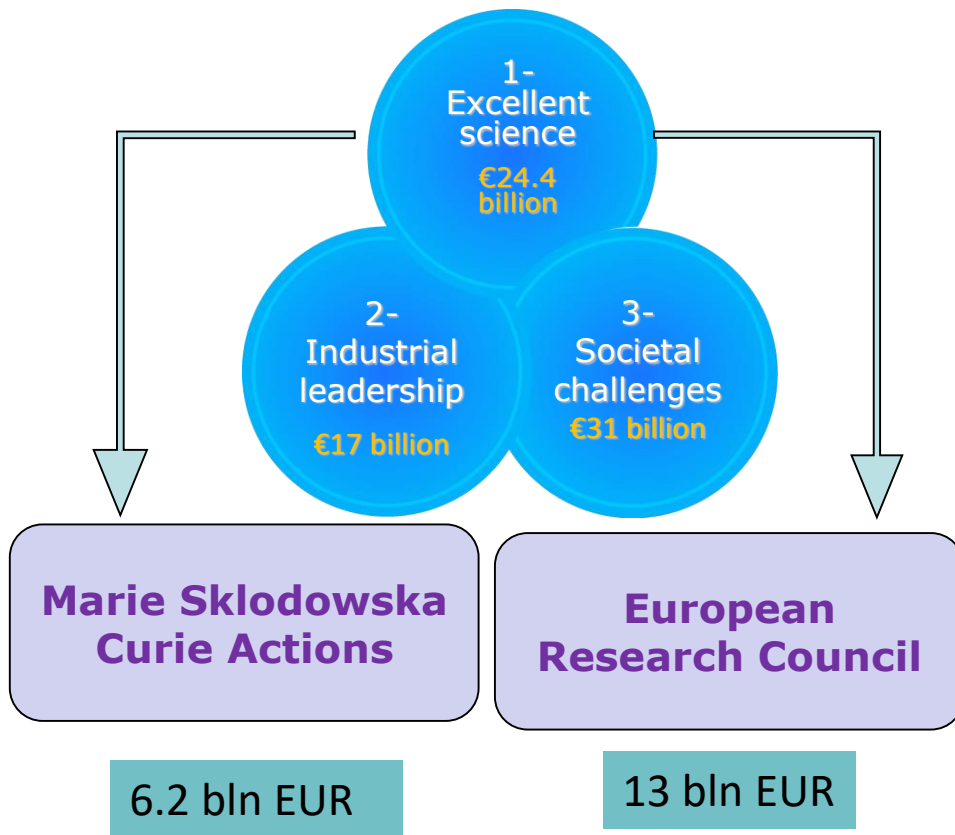 1-
Excellent
science
€24.4
billion
2-
Industrial
leadership
€17 billion
3-
Societal
challenges
€31 billion
Marie Sklodowska
Curie Actions
European
Research Council
6.2 bln EUR
13 bln EUR